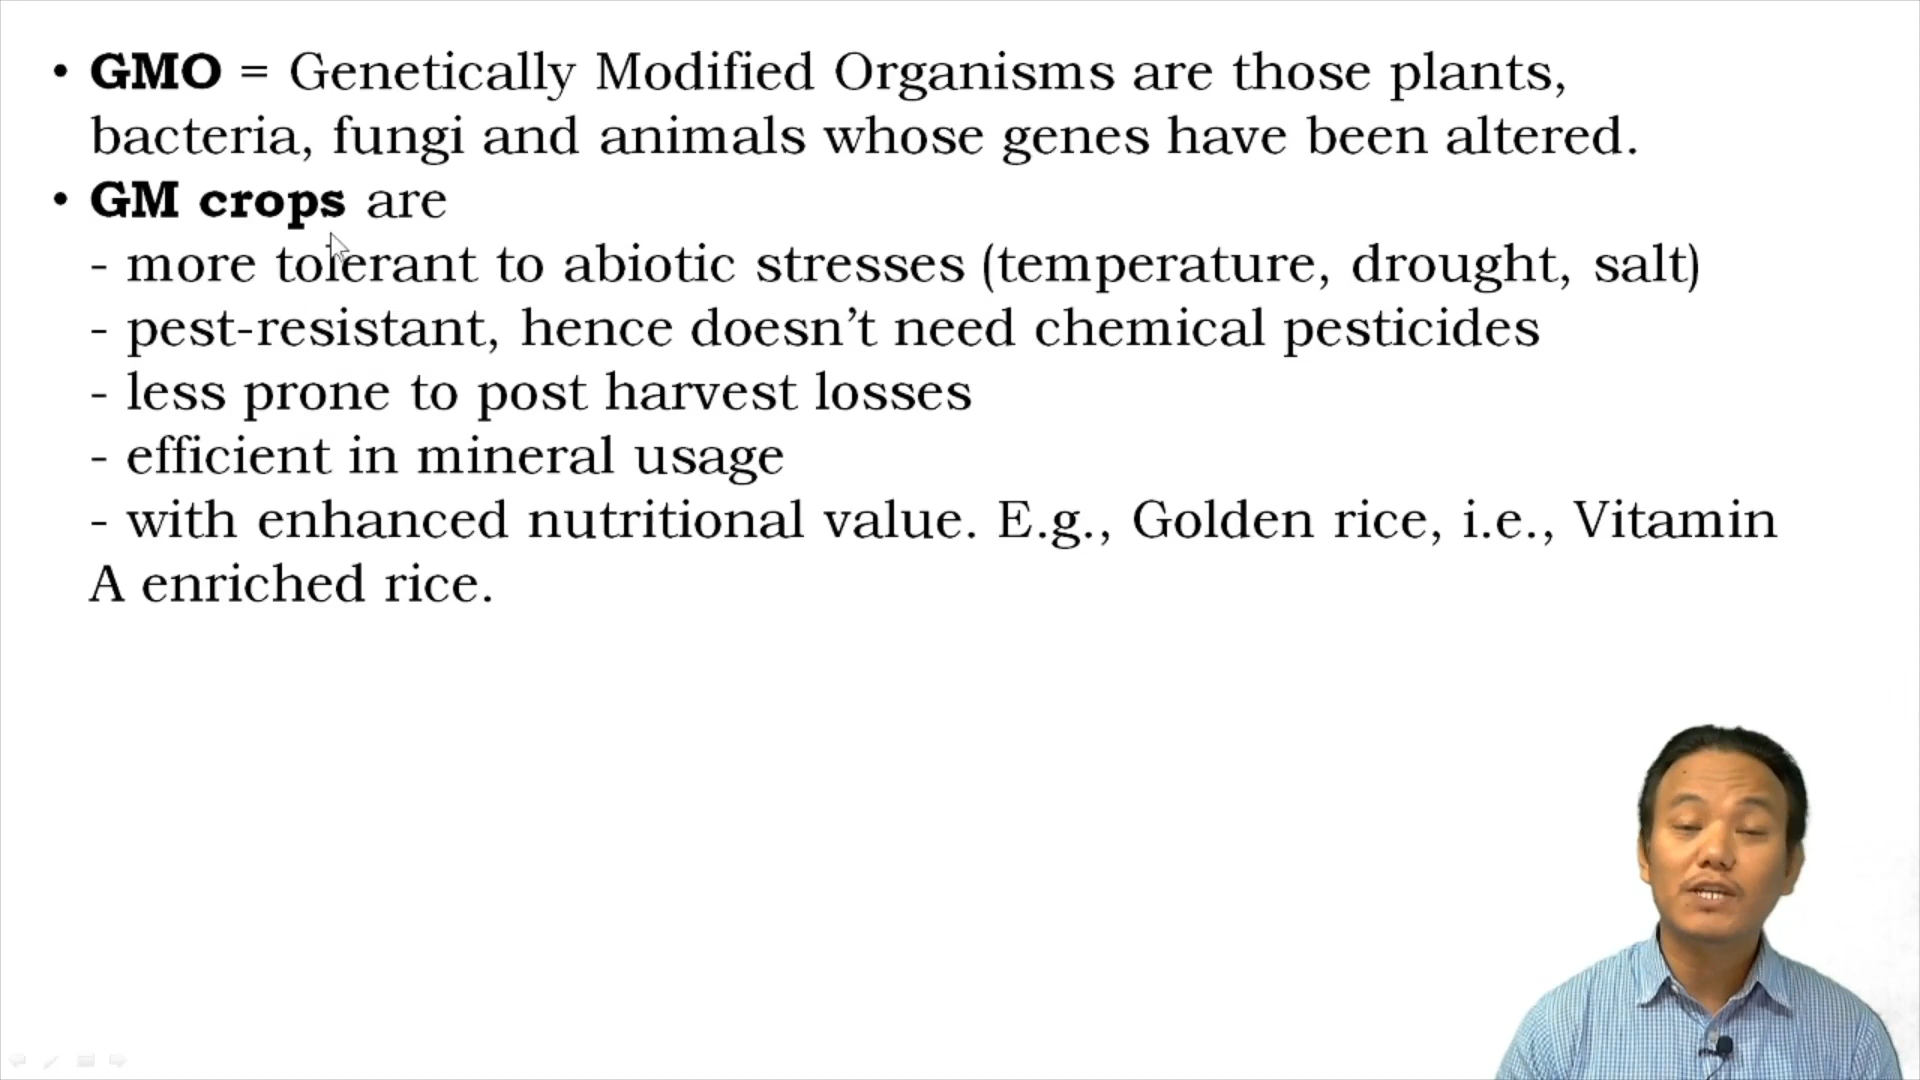 • GMO = Genetically Modified Organisms are those plants,
bacteria, fungi and animals whose genes have been altered.
• GM crops are
- more tolerant to abiotic stresses (temperature, drought, salt)
- pest-resistant, hence doesn’t need chemical pesticides
- less prone to post harvest losses
- efficient in mineral usage
- with enhanced nutritional value. E.g., Golden rice, i.e., Vitamin
A enriched rice.